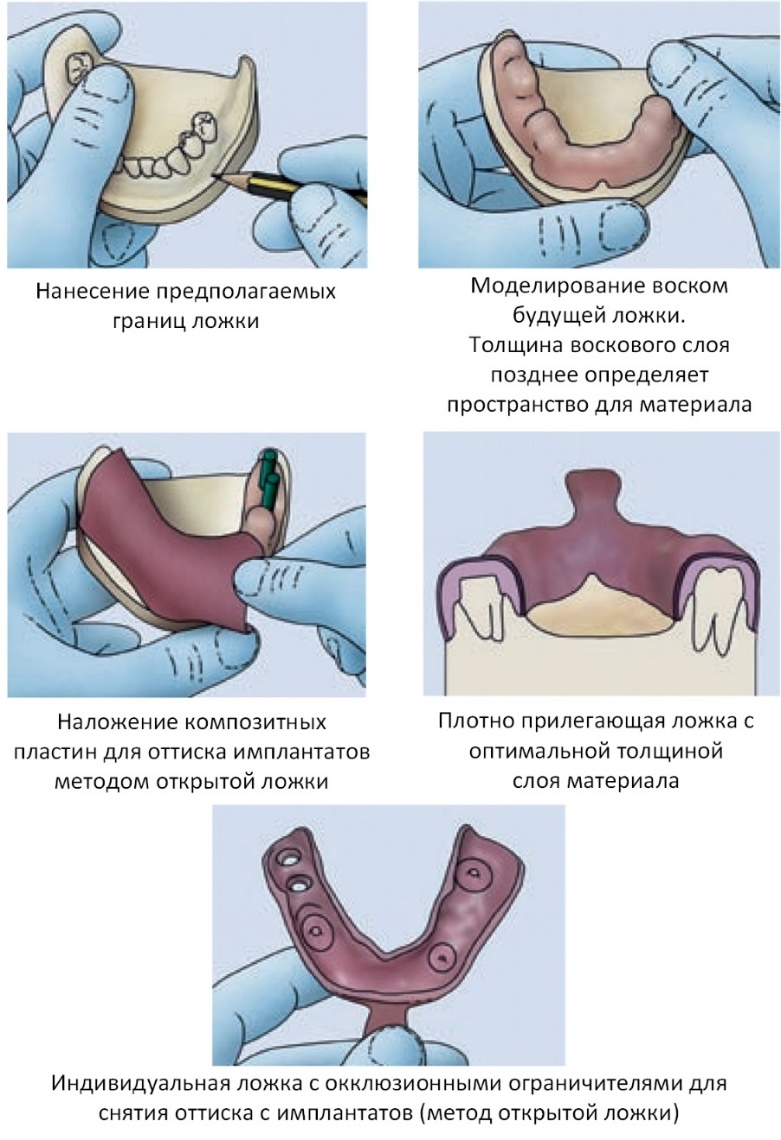 Нанесение предполагаемых
границ ложки
Моделирование воском
будущей ложки.
Толщина воскового слоя
позднее определяет
пространство для материала
Наложение композитных
пластин для оттиска имплантатов
методом открытой ложки
Плотно прилегающая ложка с
оптимальной толщиной
слоя материала
Индивидуальная ложка с окклюзионными ограничителями для
снятия оттиска с имплантатов (метод открытой ложки)